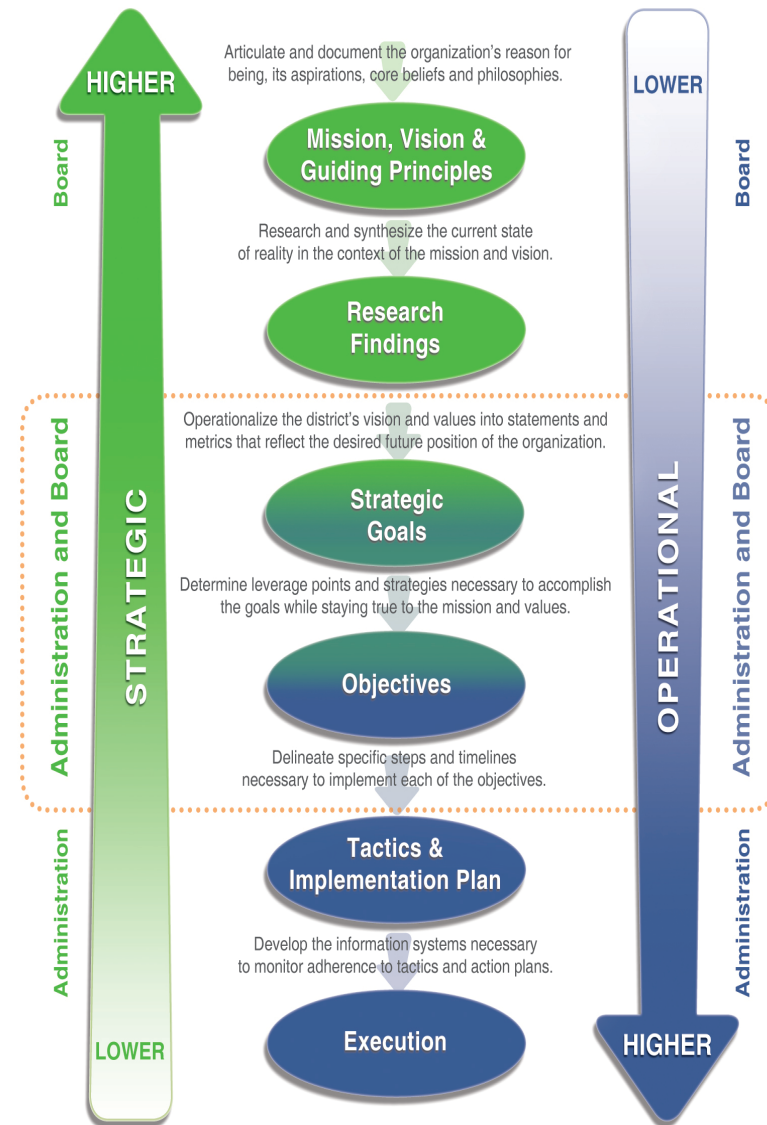 Articulate and document the organization's reason for
being, its aspirations, core beliefs and philosophies.
HIGHER
LOWER
Mission, Vision &
Guiding Principles
Board
Board
Research and synthesize the current state
of reality in the context of the mission and vision.
Research
Findings
Operationalize the district's vision and values into statements and
metrics that reflect the desired future position of the organization.
Strategic
Goals
Administration and Board
STRATEGIC
OPERATIONAL
Administration and Board
Determine leverage points and strategies necessary to accomplish
the goals while staying true to the mission and values.
Objectives
Delineate specific steps and timelines
necessary to implement each of the objectives.
Tactics &
Implementation Plan
Administration
Administration
Develop the information systems necessary
to monitor adherence to tactics and action plans.
Execution
LOWER
HIGHER